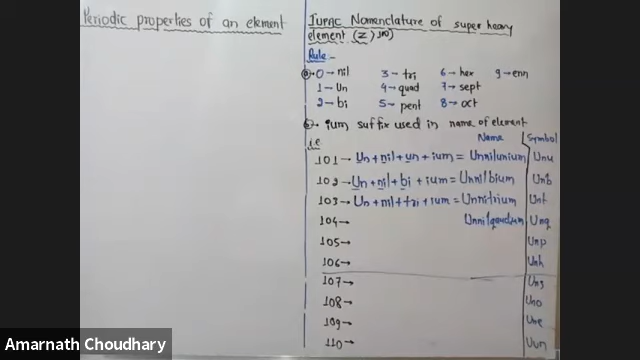 Periodic properties of an element
IUPAC Nomenclature of super heavy
element (Z > 100)
Rule -
a 0 - nil 3 - tri 6 - hex 9 - enn
1 - un 4 - quad 7 - sept
2 - bi 5 - pent 8 - oct
b - ium suffix used in name of element
i.e Name Symbol
101 → Un + nil + un + ium = Unnilunium Unu
102 → Un + nil + bi + ium = Unnilbium Unb
103 → Un + nil + tri + ium = Unnitrium Unt
104 → Unnilquadium Unq
105 → Unp
106 → Unh
107 → Uns
108 → Uno
109 → Une
110 → Uun
Amarnath Choudhary